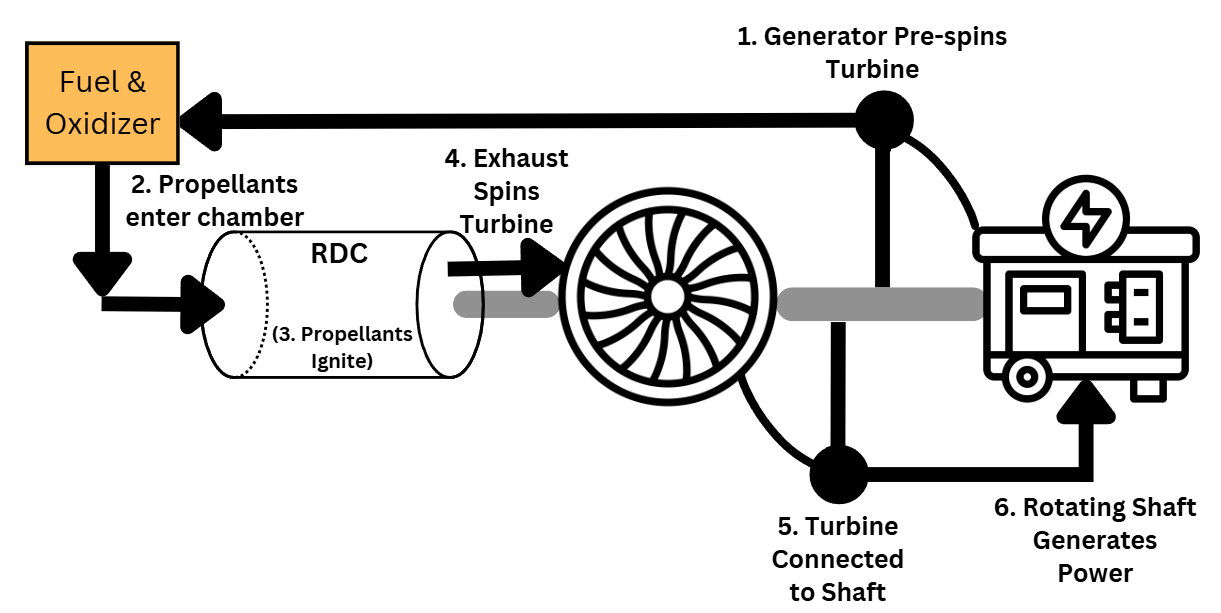 1. Generator Pre-spins
Turbine
Fuel &
Oxidizer
4. Exhaust
Spins
Turbine
2. Propellants
enter chamber
RDC
(3. Propellants
Ignite)
5. Turbine
Connected
to Shaft
6. Rotating Shaft
Generates
Power